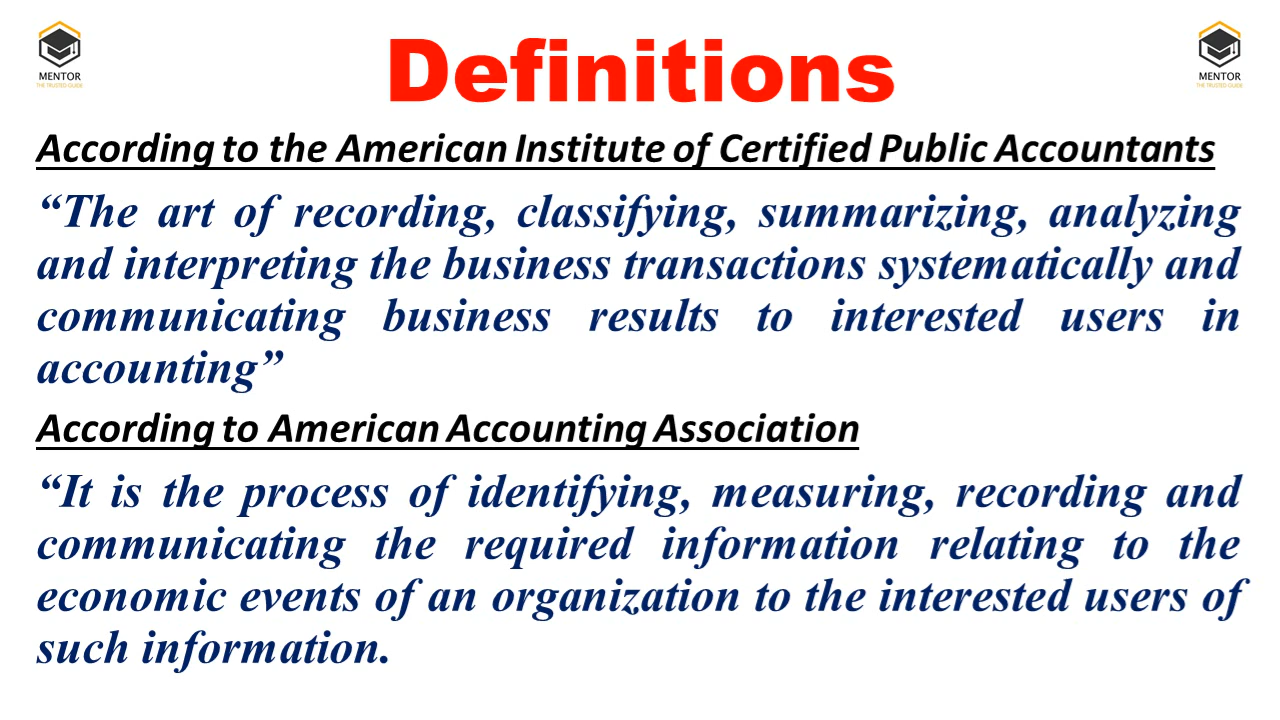 MENTOR
THE TRUSTED GUIDE
Definitions
MENTOR
THE TRUSTED GUIDE
According to the American Institute of Certified Public Accountants
“The art of recording, classifying, summarizing, analyzing
and interpreting the business transactions systematically and
communicating business results to interested users in
accounting”
According to American Accounting Association
“It is the process of identifying, measuring, recording and
communicating the required information relating to the
economic events of an organization to the interested users of
such information.